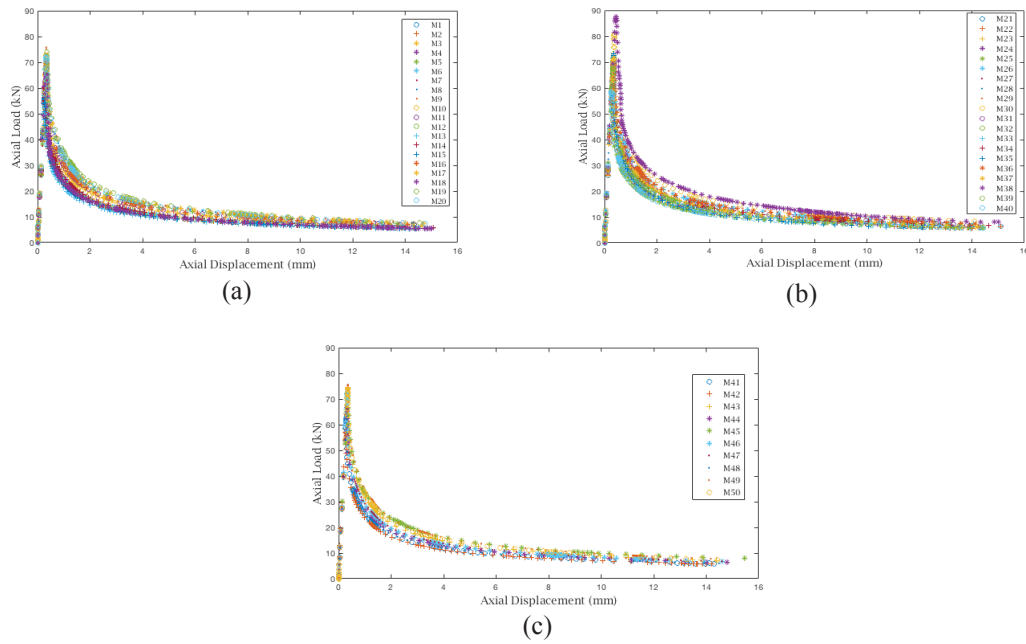 90
80
70
60
50
40
30
20
10
0
Axial Load (kN)
0 2 4 6 8 10 12 14 16
Axial Displacement (mm)
M1
M2
M3
M4
M5
M6
M7
M8
M9
M10
M11
M12
M13
M14
M15
M16
M17
M18
M19
M20
(a)
90
80
70
60
50
40
30
20
10
0
Axial Load (kN)
0 2 4 6 8 10 12 14 16
Axial Displacement (mm)
M21
M22
M23
M24
M25
M26
M27
M28
M29
M30
M31
M32
M33
M34
M35
M36
M37
M38
M39
M40
(b)
90
80
70
60
50
40
30
20
10
0
Axial Load (kN)
0 2 4 6 8 10 12 14 16
Axial Displacement (mm)
M41
M42
M43
M44
M45
M46
M47
M48
M49
M50
(c)